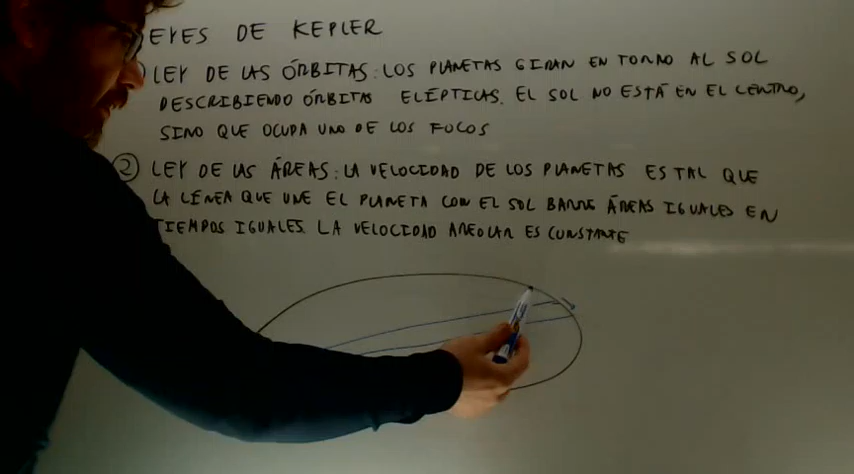 EYES DE KEPLER
LEY DE LAS ÓRBITAS: LOS PLANETAS GIRAN EN TORNO AL SOL
DESCRIBIENDO ÓRBITAS ELÍPTICAS. EL SOL NO ESTÁ EN EL CENTRO,
SINO QUE OCUPA UNO DE LOS FOCOS
2 LEY DE LAS ÁREAS: LA VELOCIDAD DE LOS PLANETAS ES TAL QUE
LA LÍNEA QUE UNE EL PLANETA CON EL SOL BARRE ÁREAS IGUALES EN
TIEMPOS IGUALES. LA VELOCIDAD AREOLAR ES CONSTANTE